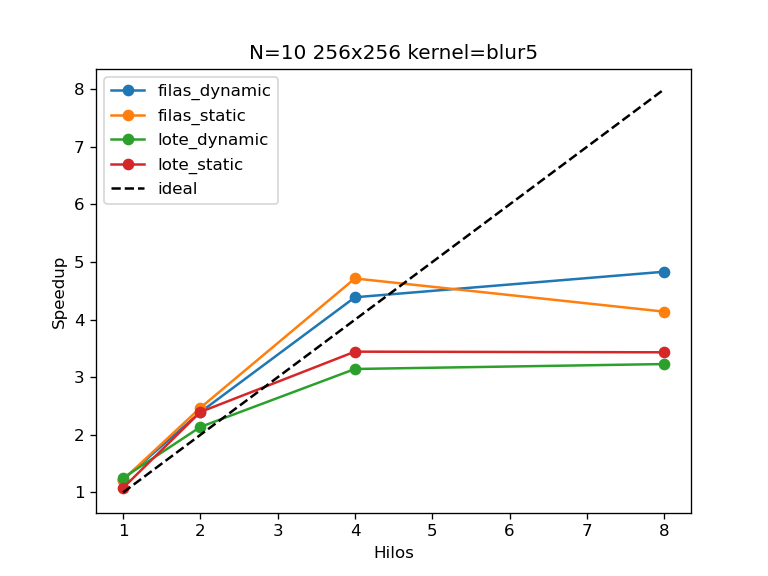 N=10 256x256 kernel=blur5
filas_dynamic
filas_static
lote_dynamic
lote_static
ideal
8
7
6
5
4
3
2
1
Speedup
1 2 3 4 5 6 7 8
Hilos